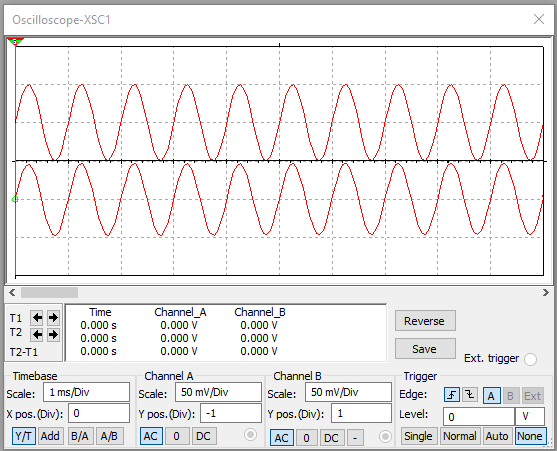 Oscilloscope-XSC1
Time Channel_A Channel_B
T1 0.000 s 0.000 V 0.000 V
T2 0.000 s 0.000 V 0.000 V
T2-T1 0.000 s 0.000 V 0.000 V
Reverse
Save
Ext. trigger
Timebase
Scale: 1 ms/Div
X pos.(Div): 0
Y/T Add B/A A/B
Channel A
Scale: 50 mV/Div
Y pos.(Div): -1
AC 0 DC
Channel B
Scale: 50 mV/Div
Y pos.(Div): 1
AC 0 DC -
Trigger
Edge: A B Ext
Level: 0 V
Single Normal Auto None